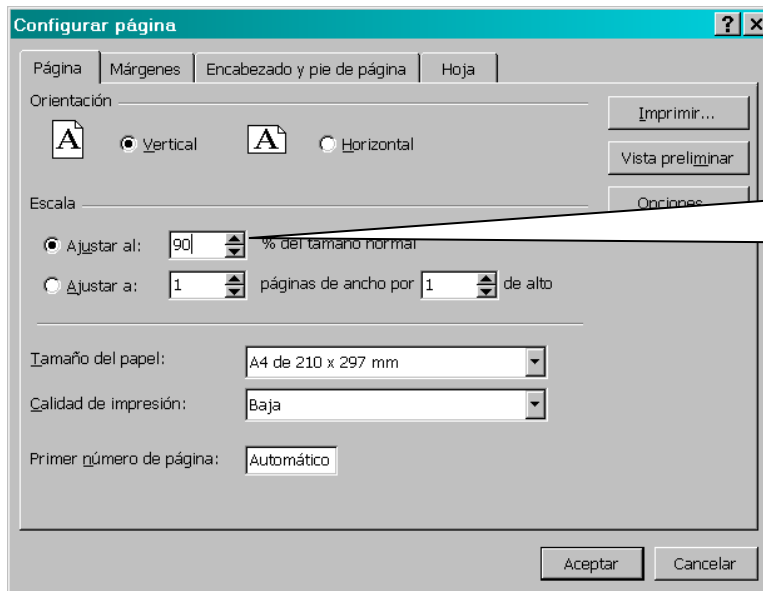 Configurar página
Página Márgenes Encabezado y pie de página Hoja
Orientación
Imprimir...
A Vertical A Horizontal
Vista preliminar
Escala
Opciones
Ajustar al: 90 % del tamaño normal
Ajustar a: 1 páginas de ancho por 1 de alto
Tamaño del papel: A4 de 210 x 297 mm
Calidad de impresión: Baja
Primer número de página: Automático
Aceptar Cancelar